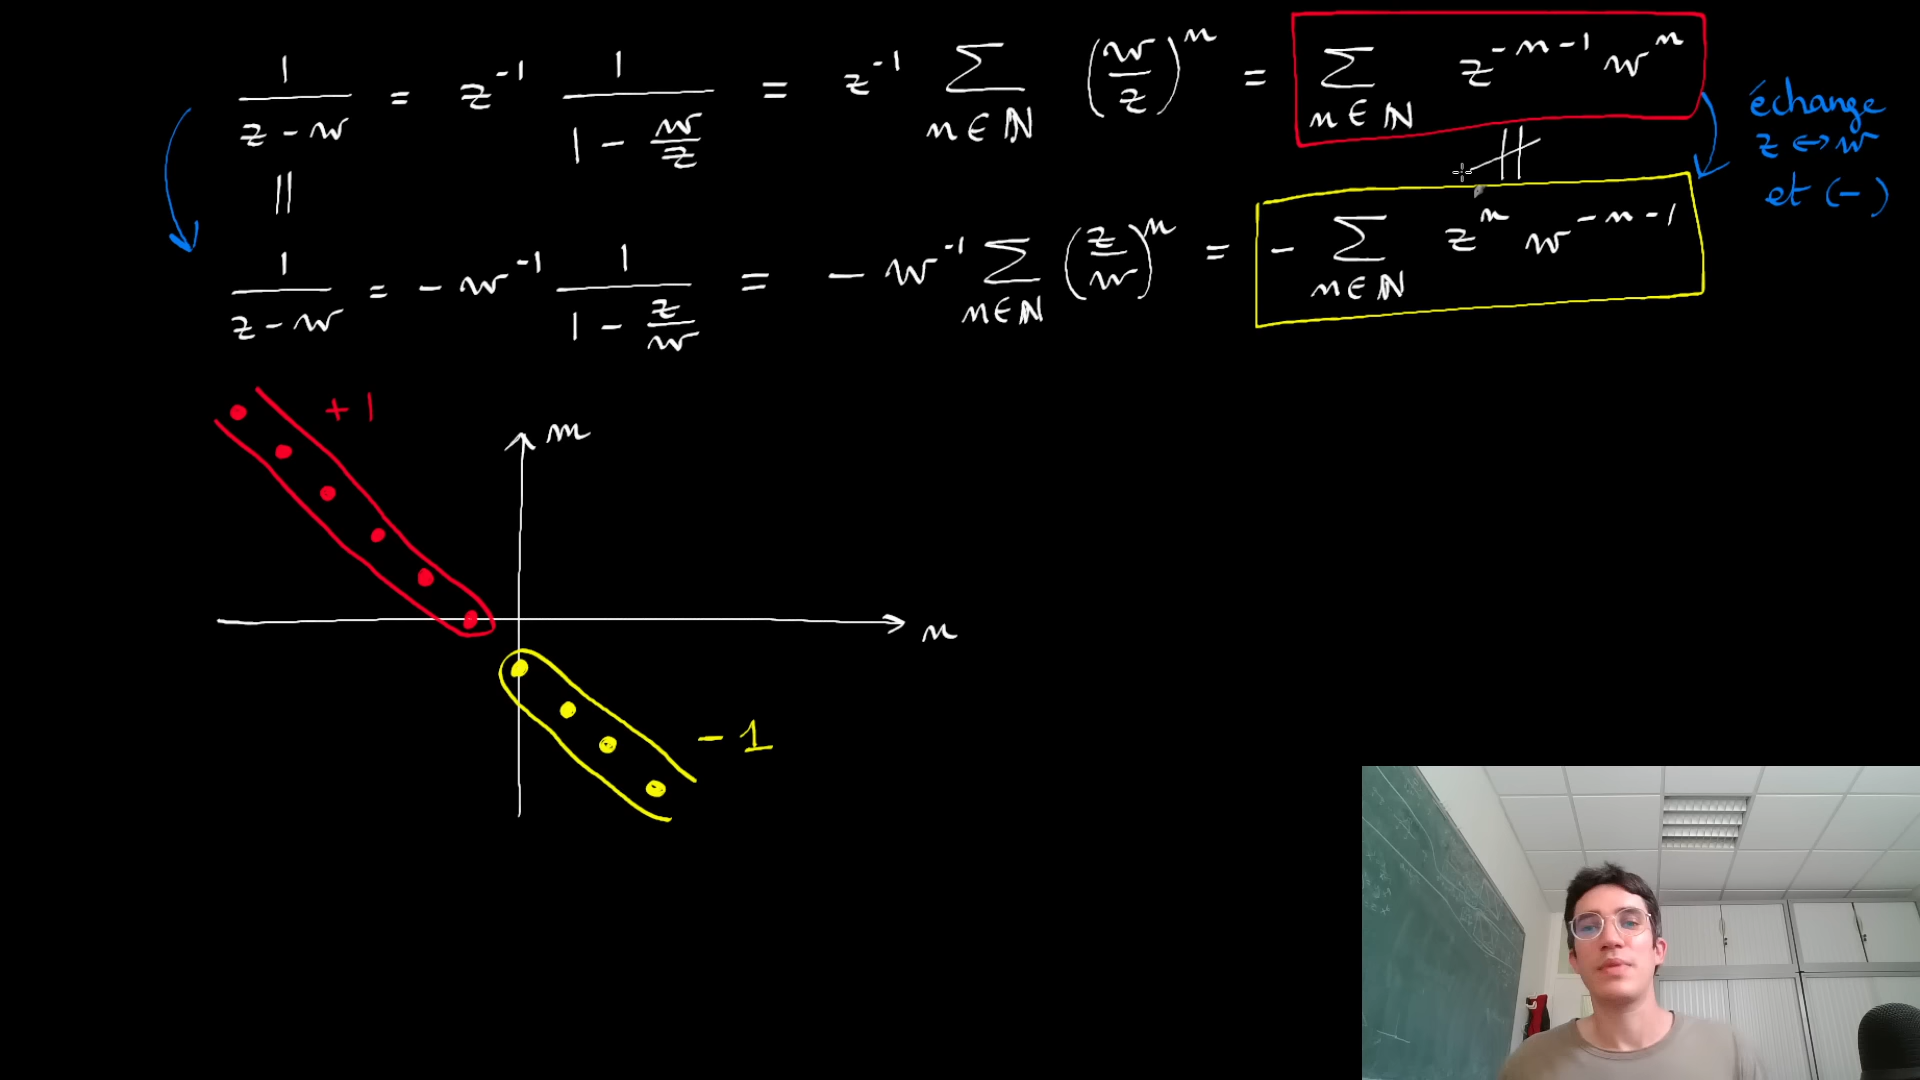 1/(z-w) = z^{-1} 1/(1 - w/z) = z^{-1} ∑_{n∈ℕ} (w/z)^n = ∑_{n∈ℕ} z^{-n-1} w^n
échange
z ↔ w
et (-)
|| ≠
1/(z-w) = - w^{-1} 1/(1 - z/w) = - w^{-1} ∑_{n∈ℕ} (z/w)^n = - ∑_{n∈ℕ} z^n w^{-n-1}
+1
m
n
-1